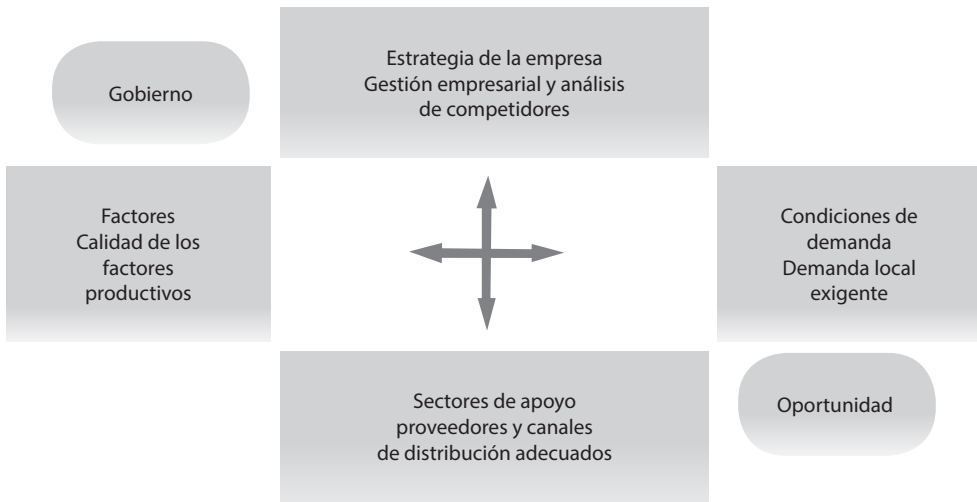 Estrategia de la empresa
Gestión empresarial y análisis
de competidores
Gobierno
Factores
Calidad de los
factores
productivos
Condiciones de
demanda
Demanda local
exigente
Sectores de apoyo
proveedores y canales
de distribución adecuados
Oportunidad